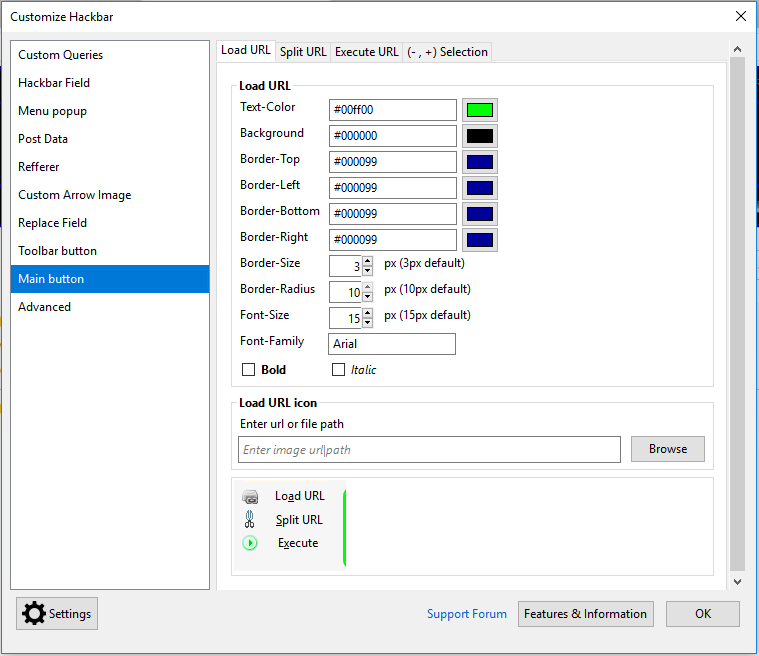 Customize Hackbar
Custom Queries
Hackbar Field
Menu popup
Post Data
Refferer
Custom Arrow Image
Replace Field
Toolbar button
Main button
Advanced
Load URL Split URL Execute URL (- , +) Selection
Load URL
Text-Color #00ff00
Background #000000
Border-Top #000099
Border-Left #000099
Border-Bottom #000099
Border-Right #000099
Border-Size 3 px (3px default)
Border-Radius 10 px (10px default)
Font-Size 15 px (15px default)
Font-Family Arial
Bold Italic
Load URL icon
Enter url or file path
Enter image url|path Browse
Load URL
Split URL
Execute
Settings Support Forum Features & Information OK